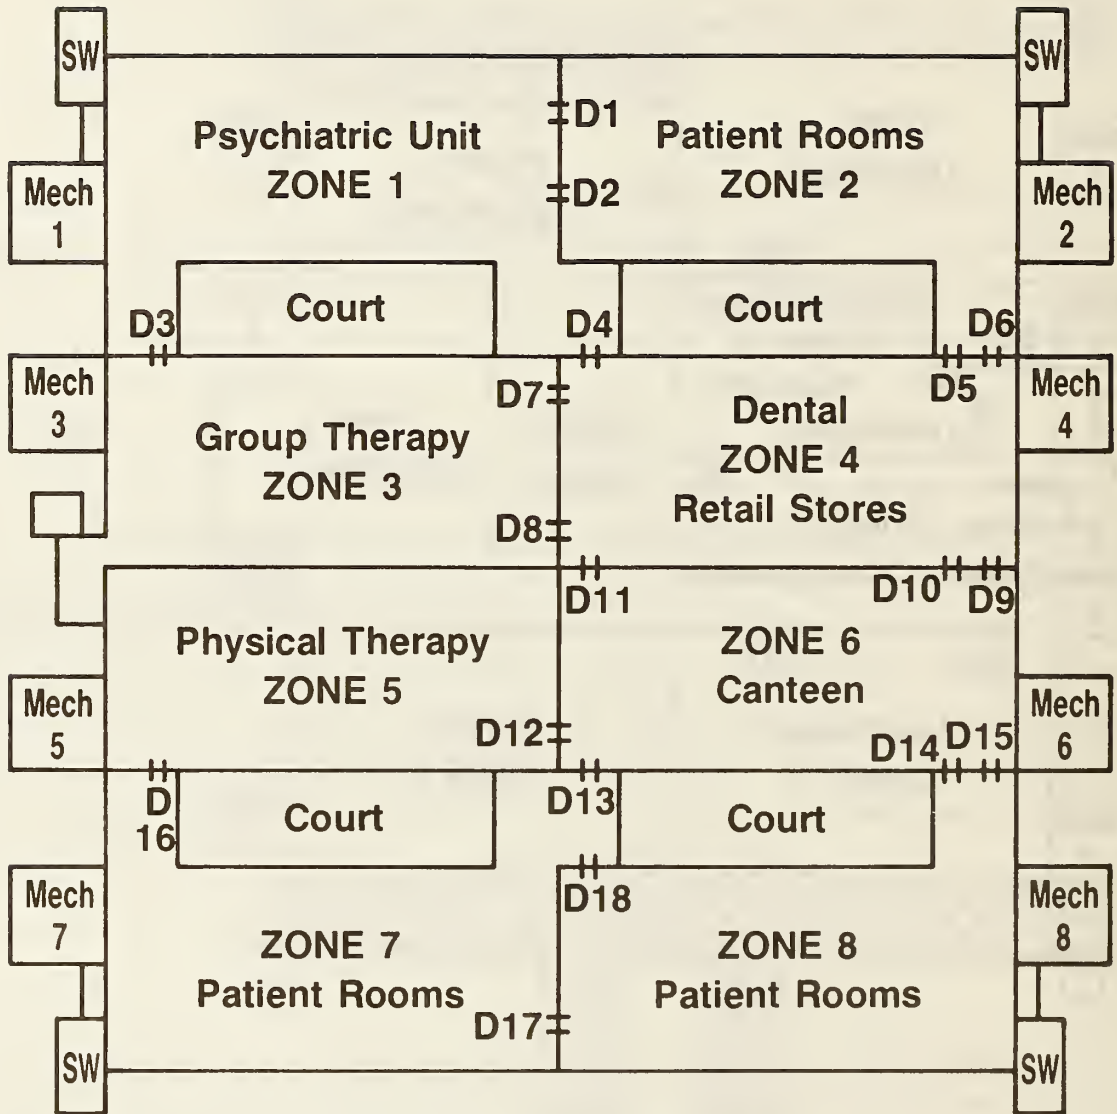 SW
SW
Psychiatric Unit
ZONE 1
D1
D2
Patient Rooms
ZONE 2
Mech
1
Mech
2
Court
Court
D3
D4
D5
D6
Mech
3
Mech
4
Group Therapy
ZONE 3
D7
D8
Dental
ZONE 4
Retail Stores
D11
D10
D9
Physical Therapy
ZONE 5
ZONE 6
Canteen
Mech
5
Mech
6
D12
D14
D15
D
16
Court
D13
Court
D18
Mech
7
Mech
8
ZONE 7
Patient Rooms
ZONE 8
Patient Rooms
D17
SW
SW